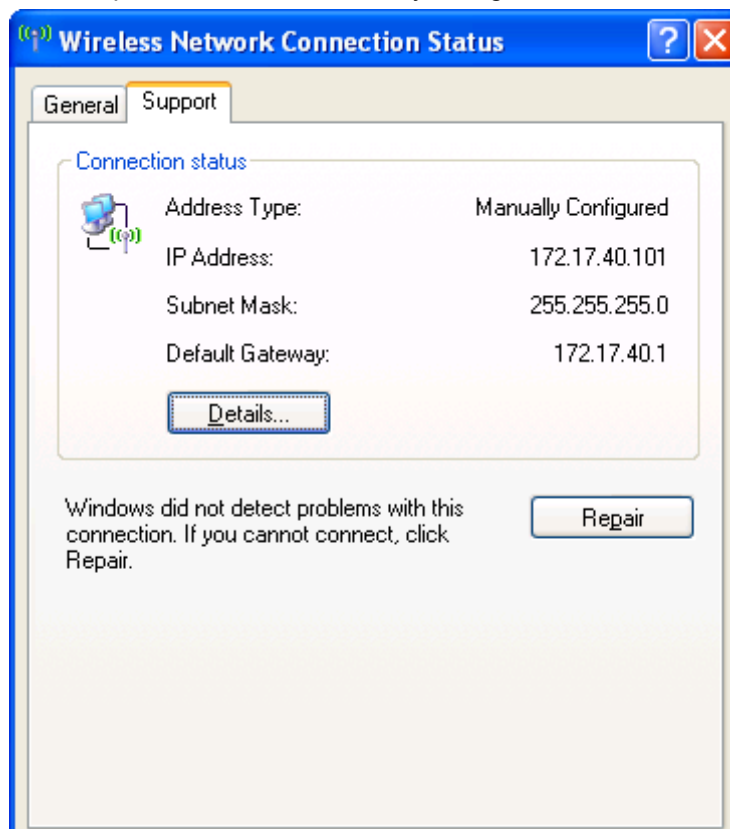 Wireless Network Connection Status
General Support
Connection status
Address Type: Manually Configured
IP Address: 172.17.40.101
Subnet Mask: 255.255.255.0
Default Gateway: 172.17.40.1
Details...
Windows did not detect problems with this
connection. If you cannot connect, click
Repair.
Repair